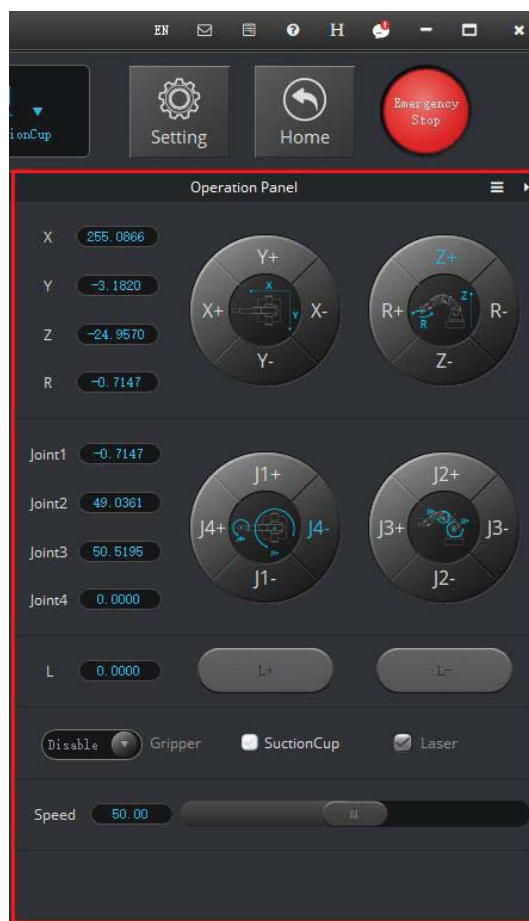 EN H
Emergency
Stop
ionCup
Setting
Home
Operation Panel
X 255.0866
Y -3.1820
Z -24.9570
R -0.7147
Y+
X+
X-
Y-
X
Y
Z+
R+
R-
Z-
Z
R
Joint1 -0.7147
Joint2 49.0361
Joint3 50.5195
Joint4 0.0000
J1+
J4+
J4-
J1-
J2+
J3+
J3-
J2-
L 0.0000 L+ L-
Disable Gripper SuctionCup Laser
Speed 50.00